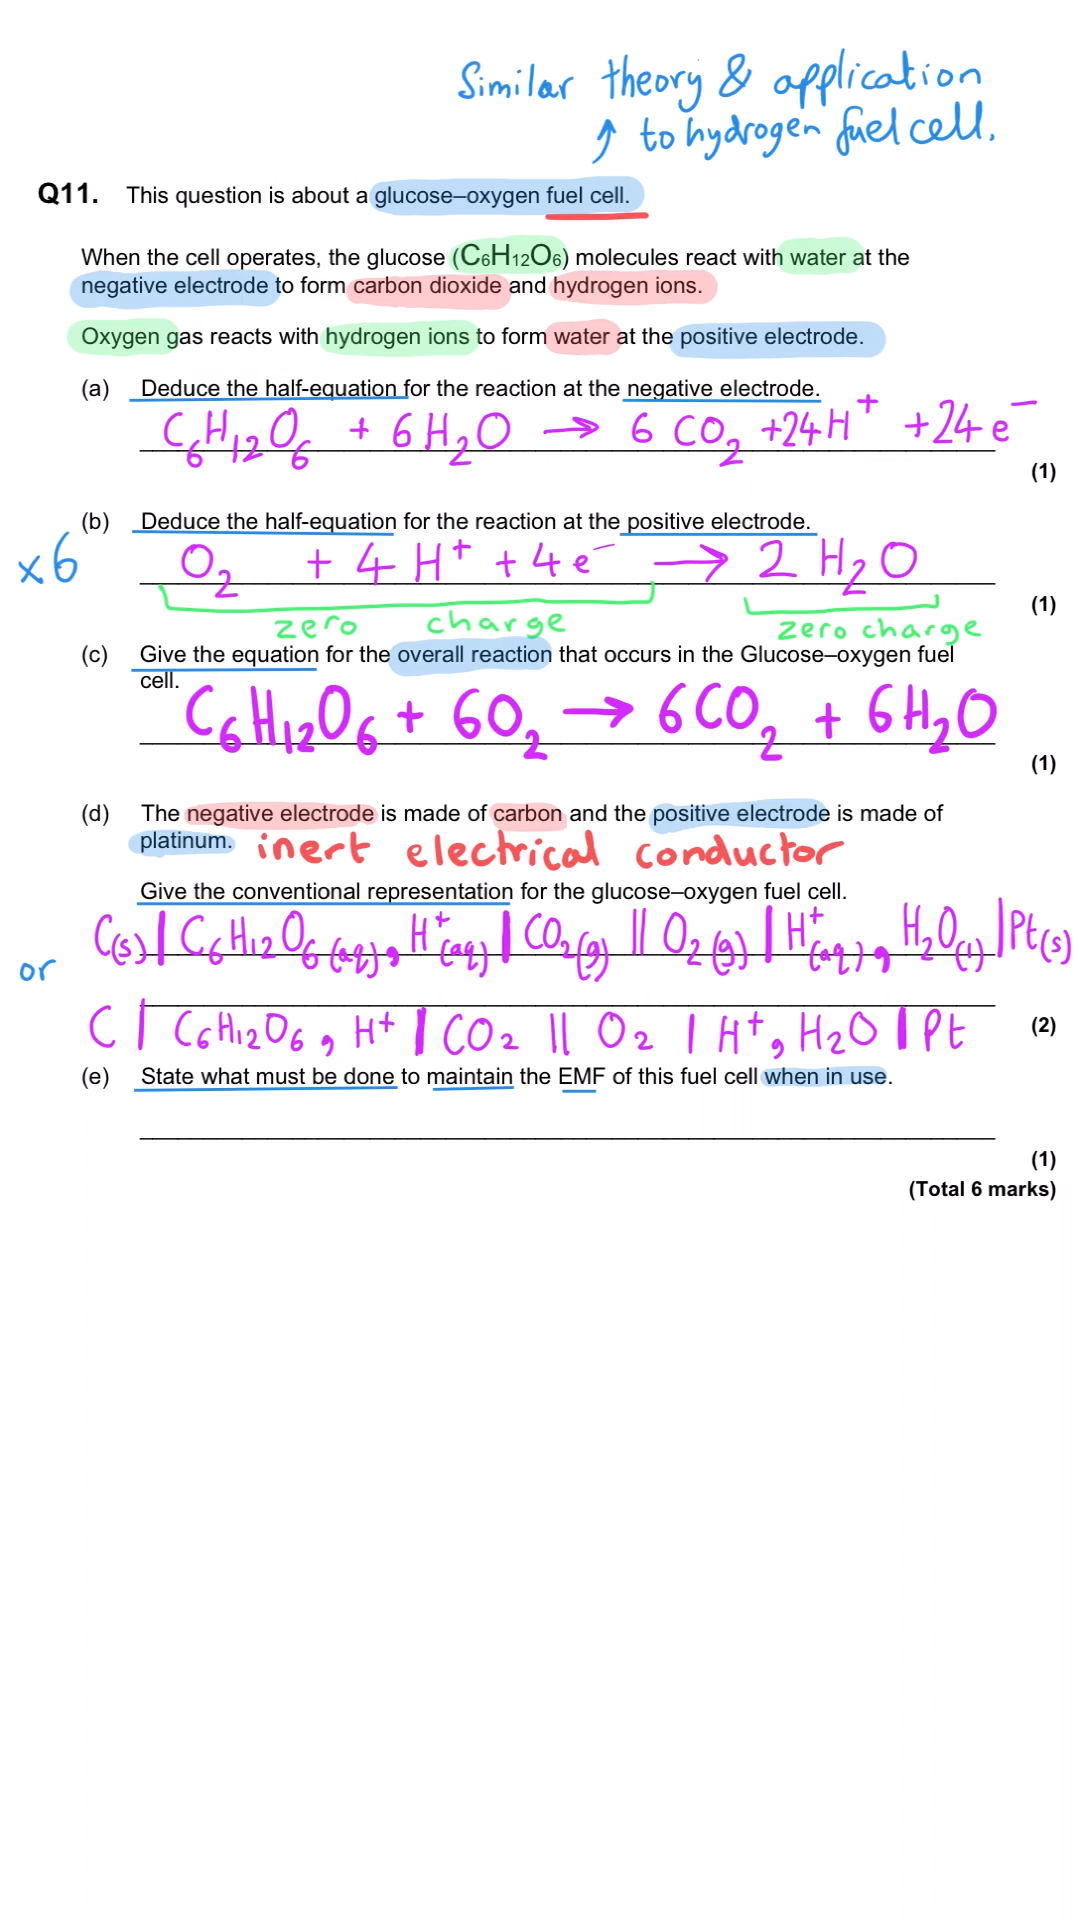 Similar theory & application
↑ to hydrogen fuel cell.
Q11. This question is about a glucose–oxygen fuel cell.
When the cell operates, the glucose (C₆H₁₂O₆) molecules react with water at the
negative electrode to form carbon dioxide and hydrogen ions.
Oxygen gas reacts with hydrogen ions to form water at the positive electrode.
(a) Deduce the half-equation for the reaction at the negative electrode.
C₆H₁₂O₆ + 6H₂O → 6CO₂ + 24H⁺ + 24e⁻
(1)
(b) Deduce the half-equation for the reaction at the positive electrode.
×6 O₂ + 4H⁺ + 4e⁻ → 2H₂O
(1)
zero charge zero charge
(c) Give the equation for the overall reaction that occurs in the Glucose–oxygen fuel
cell.
C₆H₁₂O₆ + 6O₂ → 6CO₂ + 6H₂O
(1)
(d) The negative electrode is made of carbon and the positive electrode is made of
platinum. inert electrical conductor
Give the conventional representation for the glucose–oxygen fuel cell.
C(s) | C₆H₁₂O₆(aq), H⁺(aq) | CO₂(g) || O₂(g) | H⁺(aq), H₂O(l) | Pt(s)
or
C | C₆H₁₂O₆, H⁺ | CO₂ || O₂ | H⁺, H₂O | Pt
(2)
(e) State what must be done to maintain the EMF of this fuel cell when in use.
(1)
(Total 6 marks)